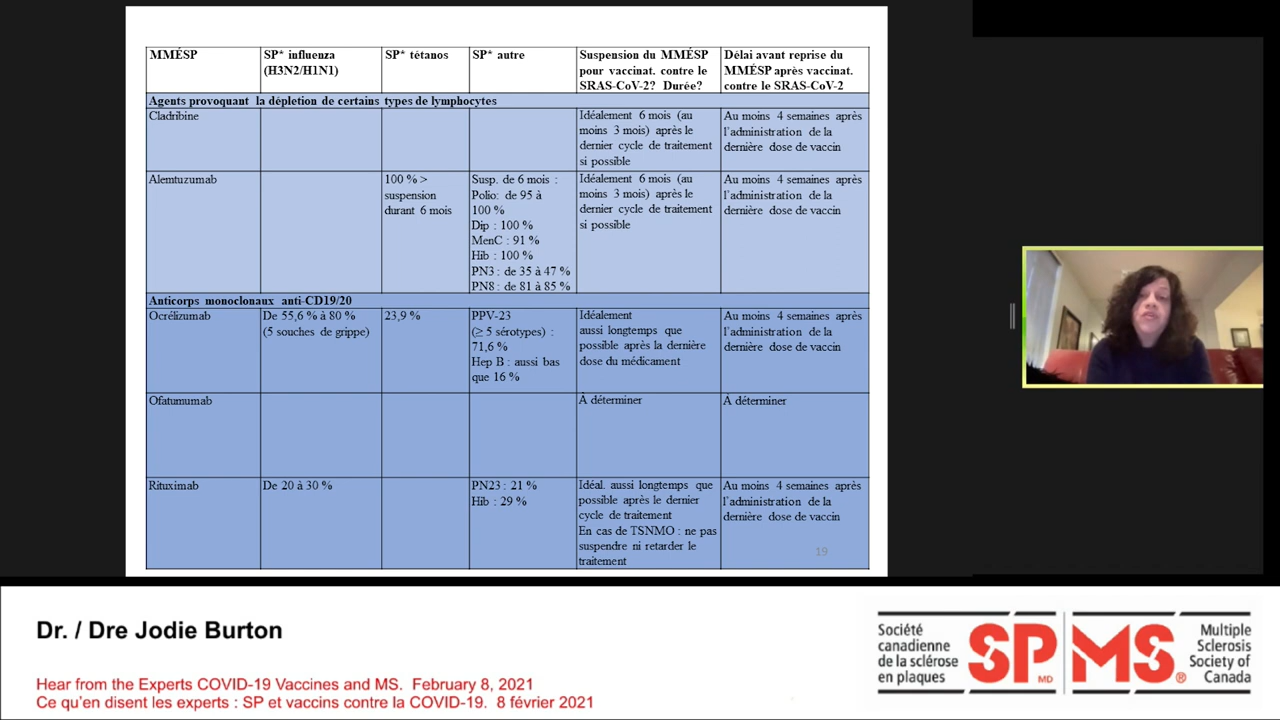 MMÉSP
SP* influenza
(H3N2/H1N1)
SP* tétanos
SP* autre
Suspension du MMÉSP
pour vaccinat. contre le
SRAS-CoV-2? Durée?
Délai avant reprise du
MMÉSP après vaccinat.
contre le SRAS-CoV-2
Agents provoquant la dépletion de certains types de lymphocytes
Cladribine
Idéalement 6 mois (au
moins 3 mois) après le
dernier cycle de traitement
si possible
Au moins 4 semaines après
l'administration de la
dernière dose de vaccin
Alemtuzumab
100 % >
suspension
durant 6 mois
Susp. de 6 mois :
Polio: de 95 à
100 %
Dip : 100 %
MenC : 91 %
Hib : 100 %
PN3 : de 35 à 47 %
PN8 : de 81 à 85 %
Idéalement 6 mois (au
moins 3 mois) après le
dernier cycle de traitement
si possible
Au moins 4 semaines après
l'administration de la
dernière dose de vaccin
Anticorps monoclonaux anti-CD19/20
Ocrélizumab
De 55,6 % à 80 %
(5 souches de grippe)
23,9 %
PPV-23
(≥ 5 sérotypes) :
71,6 %
Hep B : aussi bas
que 16 %
Idéalement
aussi longtemps que
possible après la dernière
dose du médicament
Au moins 4 semaines après
l'administration de la
dernière dose de vaccin
Ofatumumab
À déterminer
À déterminer
Rituximab
De 20 à 30 %
PN23 : 21 %
Hib : 29 %
Idéal. aussi longtemps que
possible après le dernier
cycle de traitement
En cas de TSNMO : ne pas
suspendre ni retarder le
traitement
Au moins 4 semaines après
l'administration de la
dernière dose de vaccin
19
Dr. / Dre Jodie Burton
Hear from the Experts COVID-19 Vaccines and MS. February 8, 2021
Ce qu'en disent les experts : SP et vaccins contre la COVID-19. 8 février 2021
Société
canadienne
de la sclérose
en plaques
SP
MD
MS
®
Multiple
Sclerosis
Society of
Canada